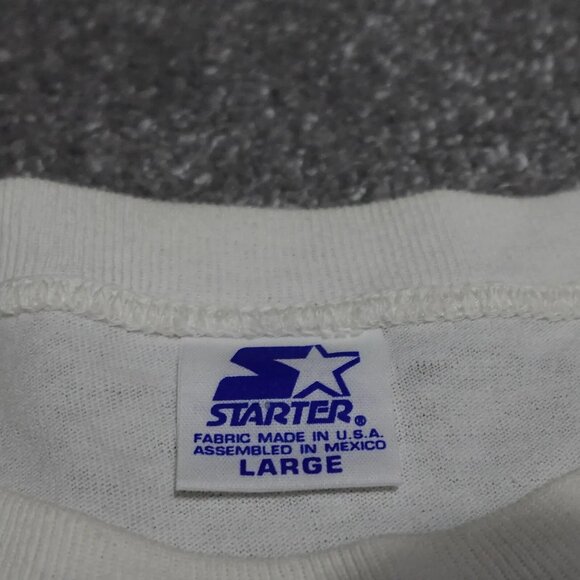 STARTER®
FABRIC MADE IN U.S.A.
ASSEMBLED IN MEXICO
LARGE